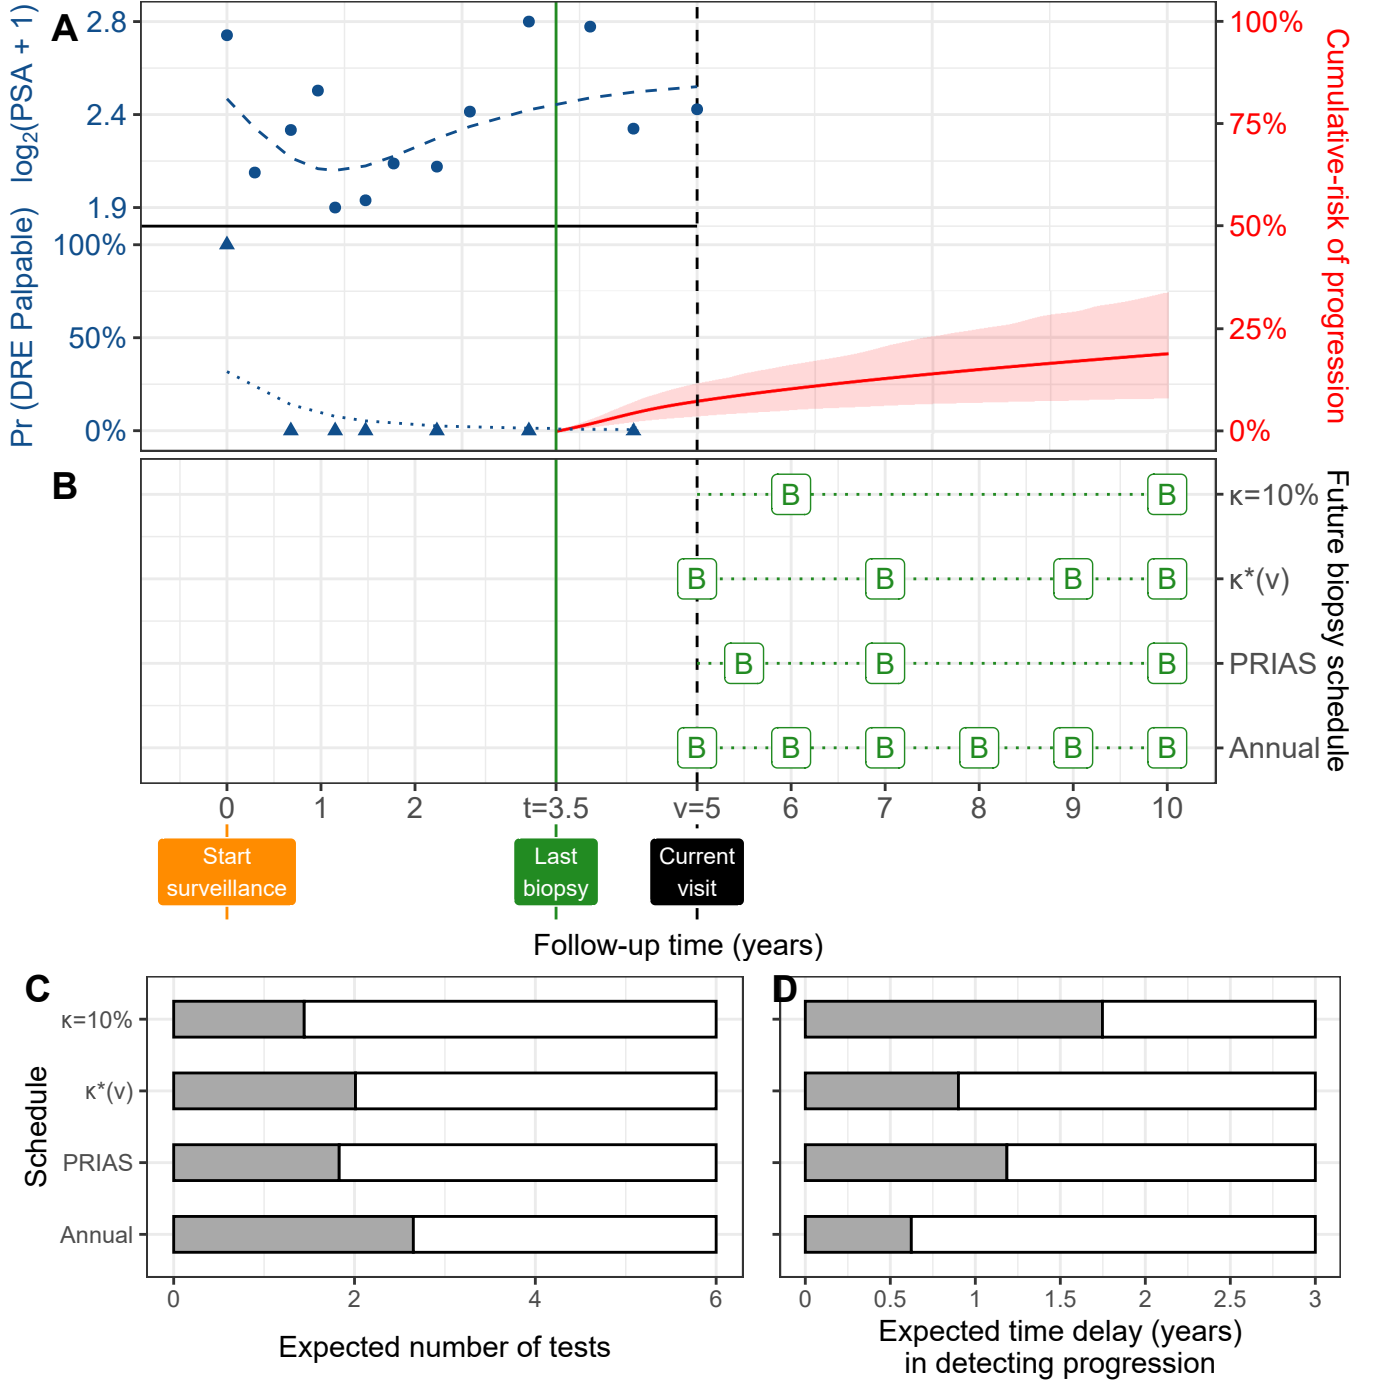 A
log₂(PSA + 1)
Pr (DRE Palpable)
2.8
2.4
1.9
100%
50%
0%
100%
75%
50%
25%
0%
Cumulative-risk of progression
B
B B κ=10%
B B B B κ*(v)
B B B PRIAS
B B B B B B Annual
Future biopsy schedule
0 1 2 t=3.5 v=5 6 7 8 9 10
Start
surveillance
Last
biopsy
Current
visit
Follow-up time (years)
C
Schedule
κ=10%
κ*(v)
PRIAS
Annual
0 2 4 6
Expected number of tests
D
0 0.5 1 1.5 2 2.5 3
Expected time delay (years)
in detecting progression